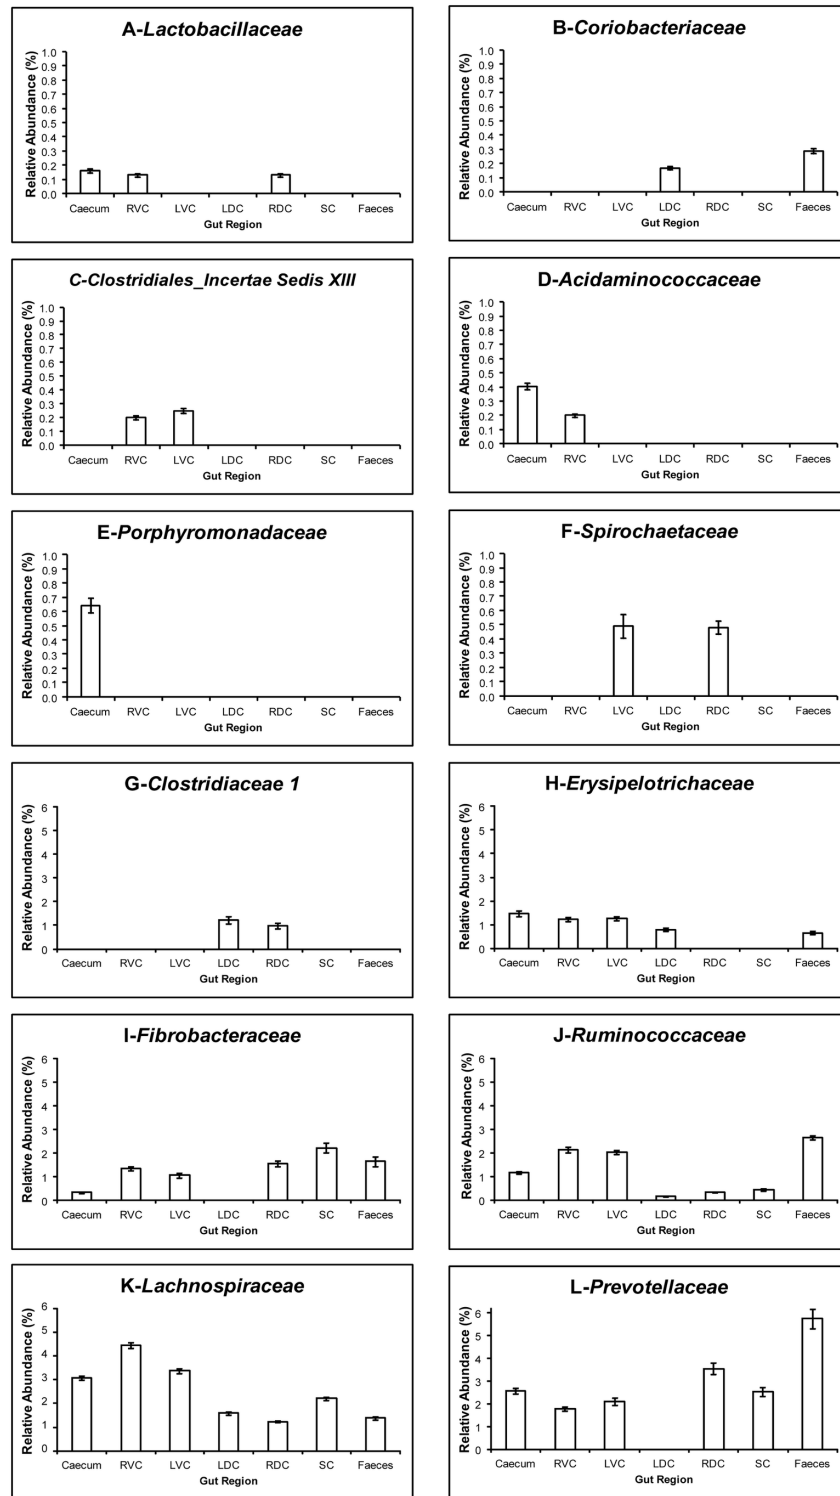 A-Lactobacillaceae
Relative Abundance (%)
1.0
0.9
0.8
0.7
0.6
0.5
0.4
0.3
0.2
0.1
0.0
Caecum RVC LVC LDC RDC SC Faeces
Gut Region
B-Coriobacteriaceae
Relative Abundance (%)
1.0
0.9
0.8
0.7
0.6
0.5
0.4
0.3
0.2
0.1
0.0
Caecum RVC LVC LDC RDC SC Faeces
Gut Region
C-Clostridiales_Incertae Sedis XIII
Relative Abundance (%)
1.0
0.9
0.8
0.7
0.6
0.5
0.4
0.3
0.2
0.1
0.0
Caecum RVC LVC LDC RDC SC Faeces
Gut Region
D-Acidaminococcaceae
Relative Abundance (%)
1.0
0.9
0.8
0.7
0.6
0.5
0.4
0.3
0.2
0.1
0.0
Caecum RVC LVC LDC RDC SC Faeces
Gut Region
E-Porphyromonadaceae
Relative Abundance (%)
1.0
0.9
0.8
0.7
0.6
0.5
0.4
0.3
0.2
0.1
0.0
Caecum RVC LVC LDC RDC SC Faeces
Gut Region
F-Spirochaetaceae
Relative Abundance (%)
1.0
0.9
0.8
0.7
0.6
0.5
0.4
0.3
0.2
0.1
0.0
Caecum RVC LVC LDC RDC SC Faeces
Gut Region
G-Clostridiaceae 1
Relative Abundance (%)
6
5
4
3
2
1
0
Caecum RVC LVC LDC RDC SC Faeces
Gut Region
H-Erysipelotrichaceae
Relative Abundance (%)
6
5
4
3
2
1
0
Caecum RVC LVC LDC RDC SC Faeces
Gut Region
I-Fibrobacteraceae
Relative Abundance (%)
6
5
4
3
2
1
0
Caecum RVC LVC LDC RDC SC Faeces
Gut Region
J-Ruminococcaceae
Relative Abundance (%)
6
5
4
3
2
1
0
Caecum RVC LVC LDC RDC SC Faeces
Gut Region
K-Lachnospiraceae
Relative Abundance (%)
6
5
4
3
2
1
0
Caecum RVC LVC LDC RDC SC Faeces
Gut Region
L-Prevotellaceae
Relative Abundance (%)
6
5
4
3
2
1
0
Caecum RVC LVC LDC RDC SC Faeces
Gut Region